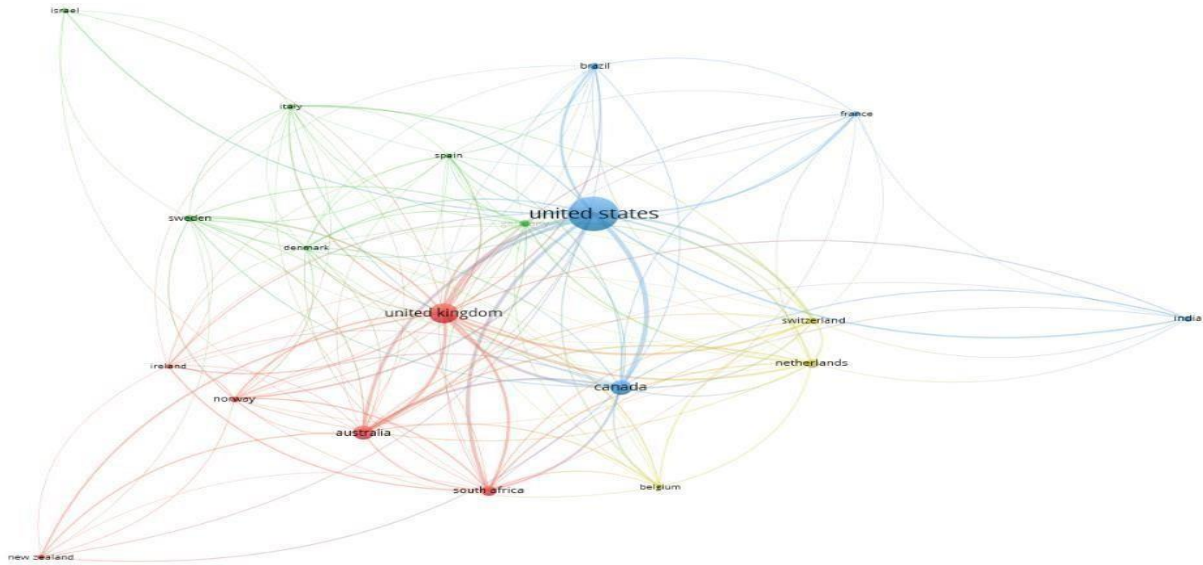 israel
brazil
italy
france
spain
united states
sweden
denmark
united kingdom
switzerland
india
netherlands
ireland
canada
norway
australia
belgium
south africa
new zealand